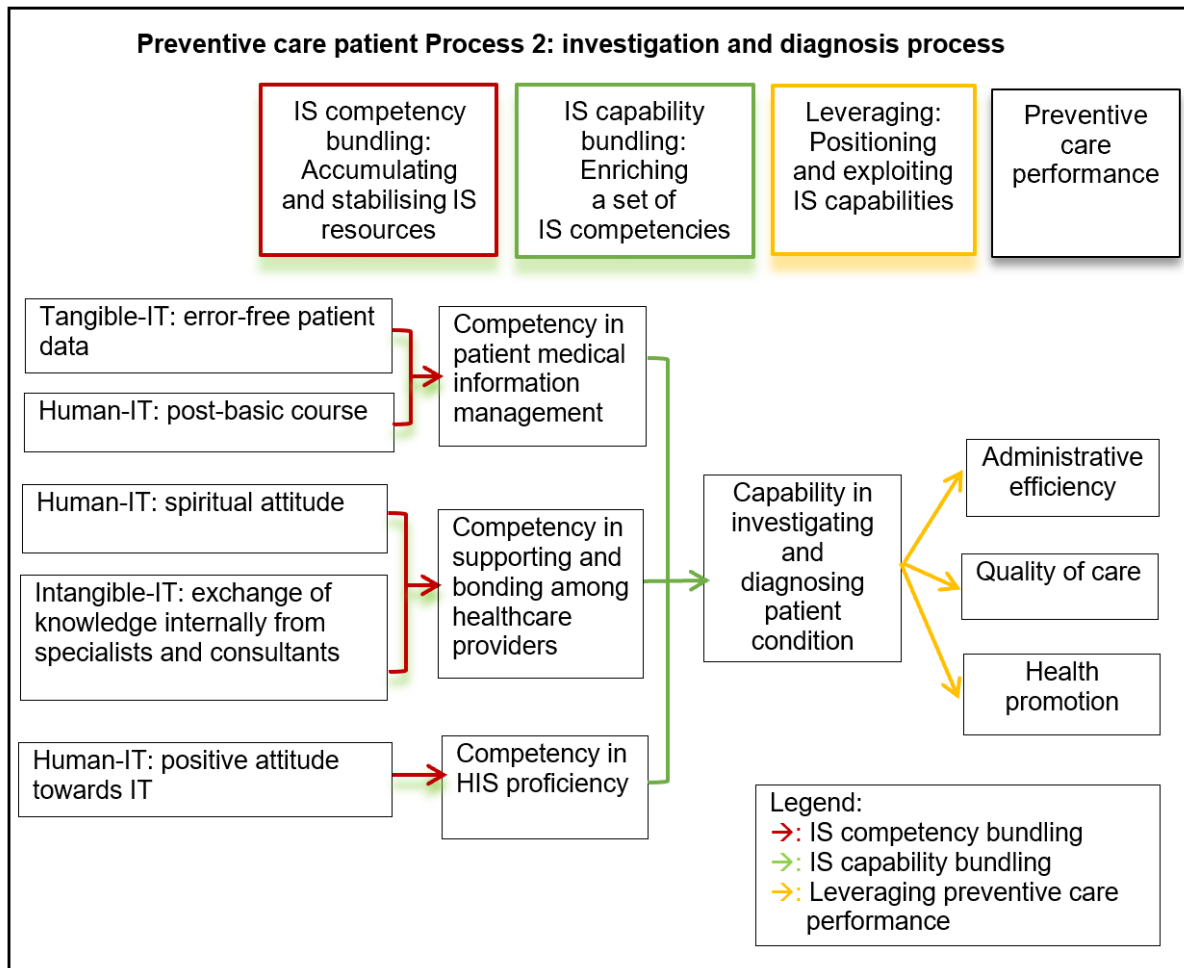 Preventive care patient Process 2: investigation and diagnosis process
IS competency
bundling:
Accumulating
and stabilising IS
resources
IS capability
bundling:
Enriching
a set of
IS competencies
Leveraging:
Positioning
and exploiting
IS capabilities
Preventive
care
performance
Tangible-IT: error-free patient
data
Human-IT: post-basic course
Competency in
patient medical
information
management
Human-IT: spiritual attitude
Intangible-IT: exchange of
knowledge internally from
specialists and consultants
Competency in
supporting and
bonding among
healthcare
providers
Human-IT: positive attitude
towards IT
Competency in
HIS proficiency
Capability in
investigating
and
diagnosing
patient
condition
Administrative
efficiency
Quality of care
Health
promotion
Legend:
→: IS competency bundling
→: IS capability bundling
→: Leveraging preventive care
performance